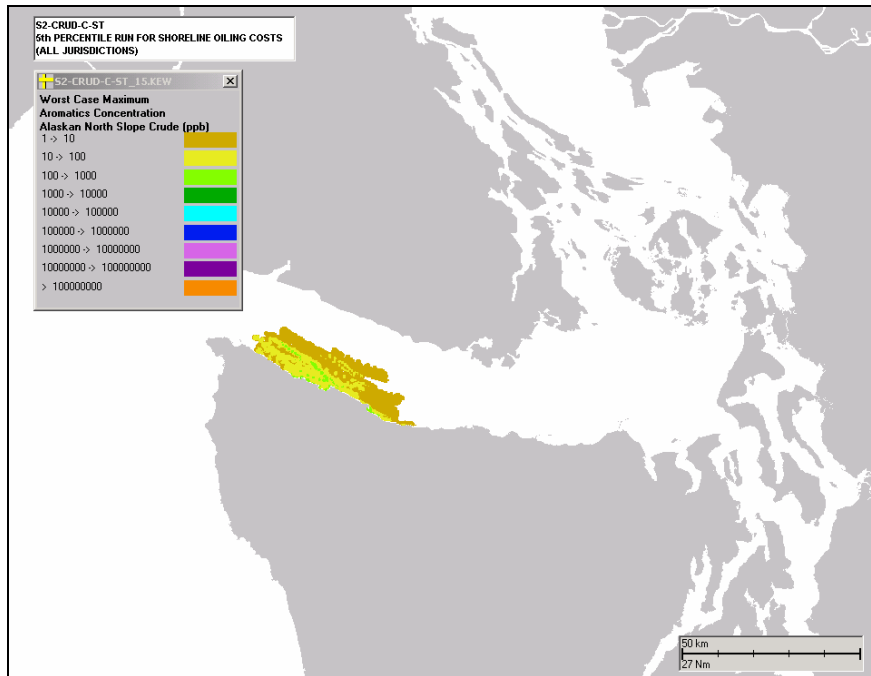 S2-CRUD-C-ST
5th PERCENTILE RUN FOR SHORELINE OILING COSTS
(ALL JURISDICTIONS)
S2-CRUD-C-ST_15.KEW
Worst Case Maximum
Aromatics Concentration
Alaskan North Slope Crude (ppb)
1 -> 10
10 -> 100
100 -> 1000
1000 -> 10000
10000 -> 100000
100000 -> 1000000
1000000 -> 10000000
10000000 -> 100000000
> 100000000
50 km
27 Nm